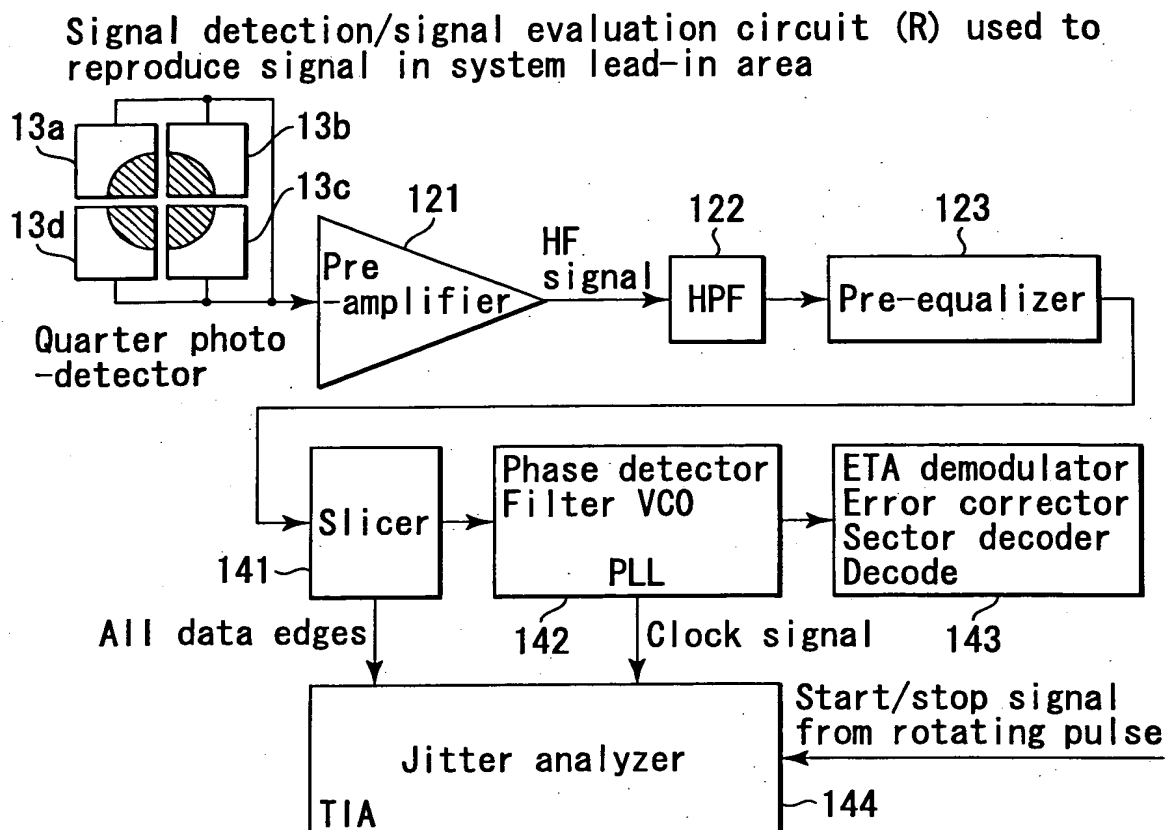 Signal detection/signal evaluation circuit (R) used to
reproduce signal in system lead-in area
13a
13b
13c
13d
121
122
123
HF
signal
Pre
-amplifier
HPF
Pre-equalizer
Quarter photo
-detector
Slicer
Phase detector
Filter VCO
PLL
ETA demodulator
Error corrector
Sector decoder
Decode
141
142
143
All data edges
Clock signal
Start/stop signal
from rotating pulse
Jitter analyzer
TIA
144